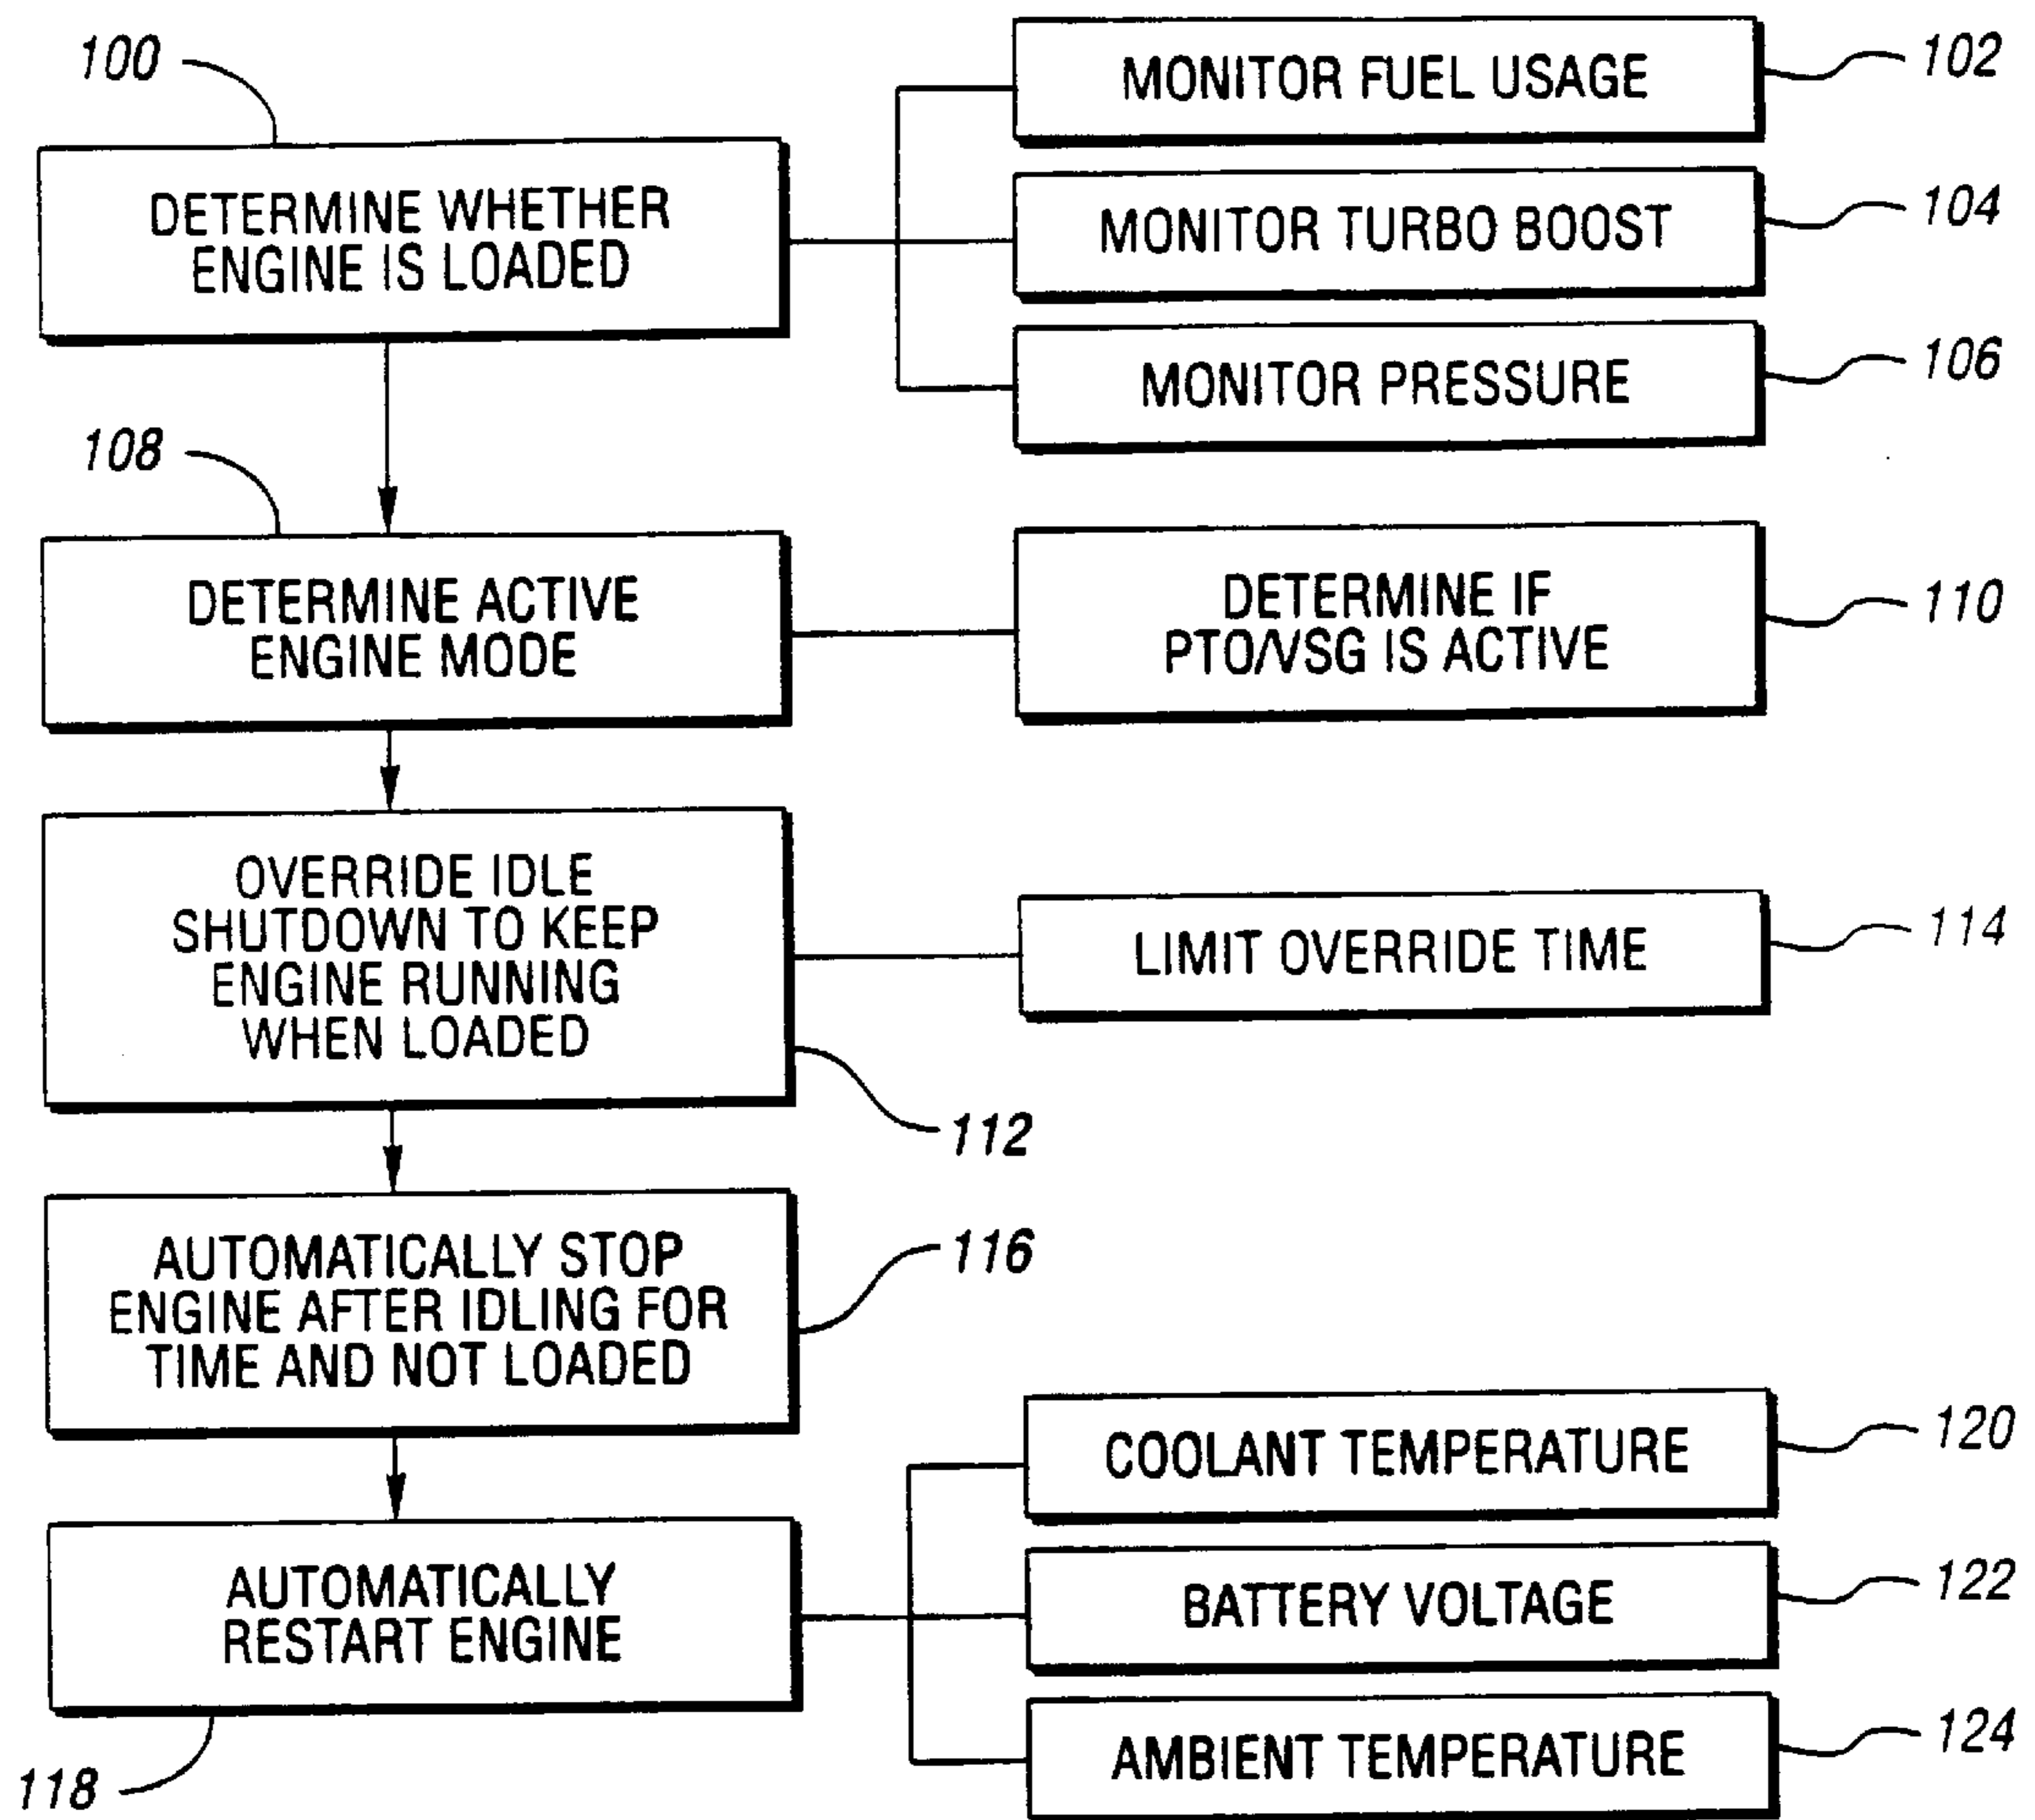 100
DETERMINE WHETHER
ENGINE IS LOADED
MONITOR FUEL USAGE
102
MONITOR TURBO BOOST
104
MONITOR PRESSURE
106
108
DETERMINE ACTIVE
ENGINE MODE
DETERMINE IF
PTO/VSG IS ACTIVE
110
OVERRIDE IDLE
SHUTDOWN TO KEEP
ENGINE RUNNING
WHEN LOADED
112
LIMIT OVERRIDE TIME
114
AUTOMATICALLY STOP
ENGINE AFTER IDLING FOR
TIME AND NOT LOADED
116
AUTOMATICALLY
RESTART ENGINE
118
COOLANT TEMPERATURE
120
BATTERY VOLTAGE
122
AMBIENT TEMPERATURE
124